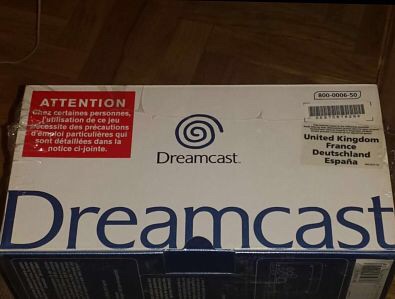 ATTENTION
Chez certaines personnes,
l'utilisation de ce jeu
nécessite des précautions
d'emploi particulières qui
sont détaillées dans la
notice ci-jointe.
800-0006-50
Dreamcast
United Kingdom
France
Deutschland
España
Dreamcast